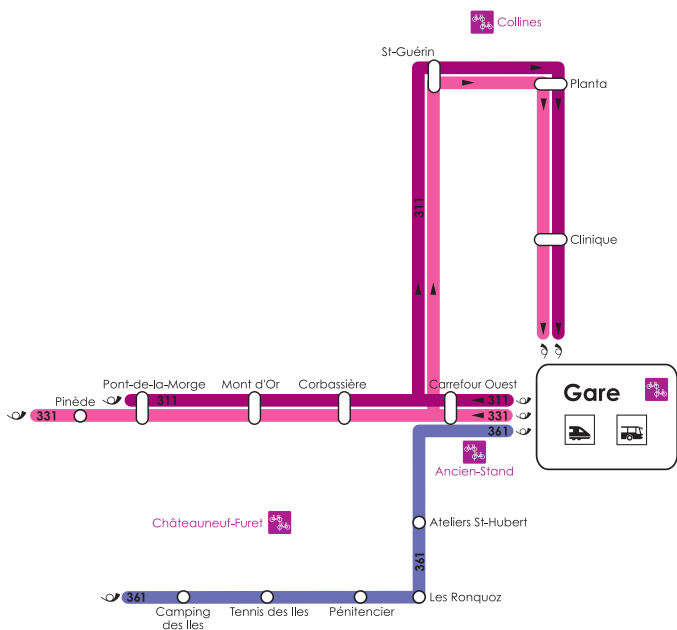 Collines
St-Guérin
Planta
311
Clinique
Pont-de-la-Morge
Mont d'Or
Corbassière
Carrefour Ouest
Gare
Pinède
311
311
331
331
361
Ancien-Stand
Châteauneuf-Furet
Ateliers St-Hubert
361
361
Les Ronquoz
Camping
des Iles
Tennis des Iles
Pénitencier